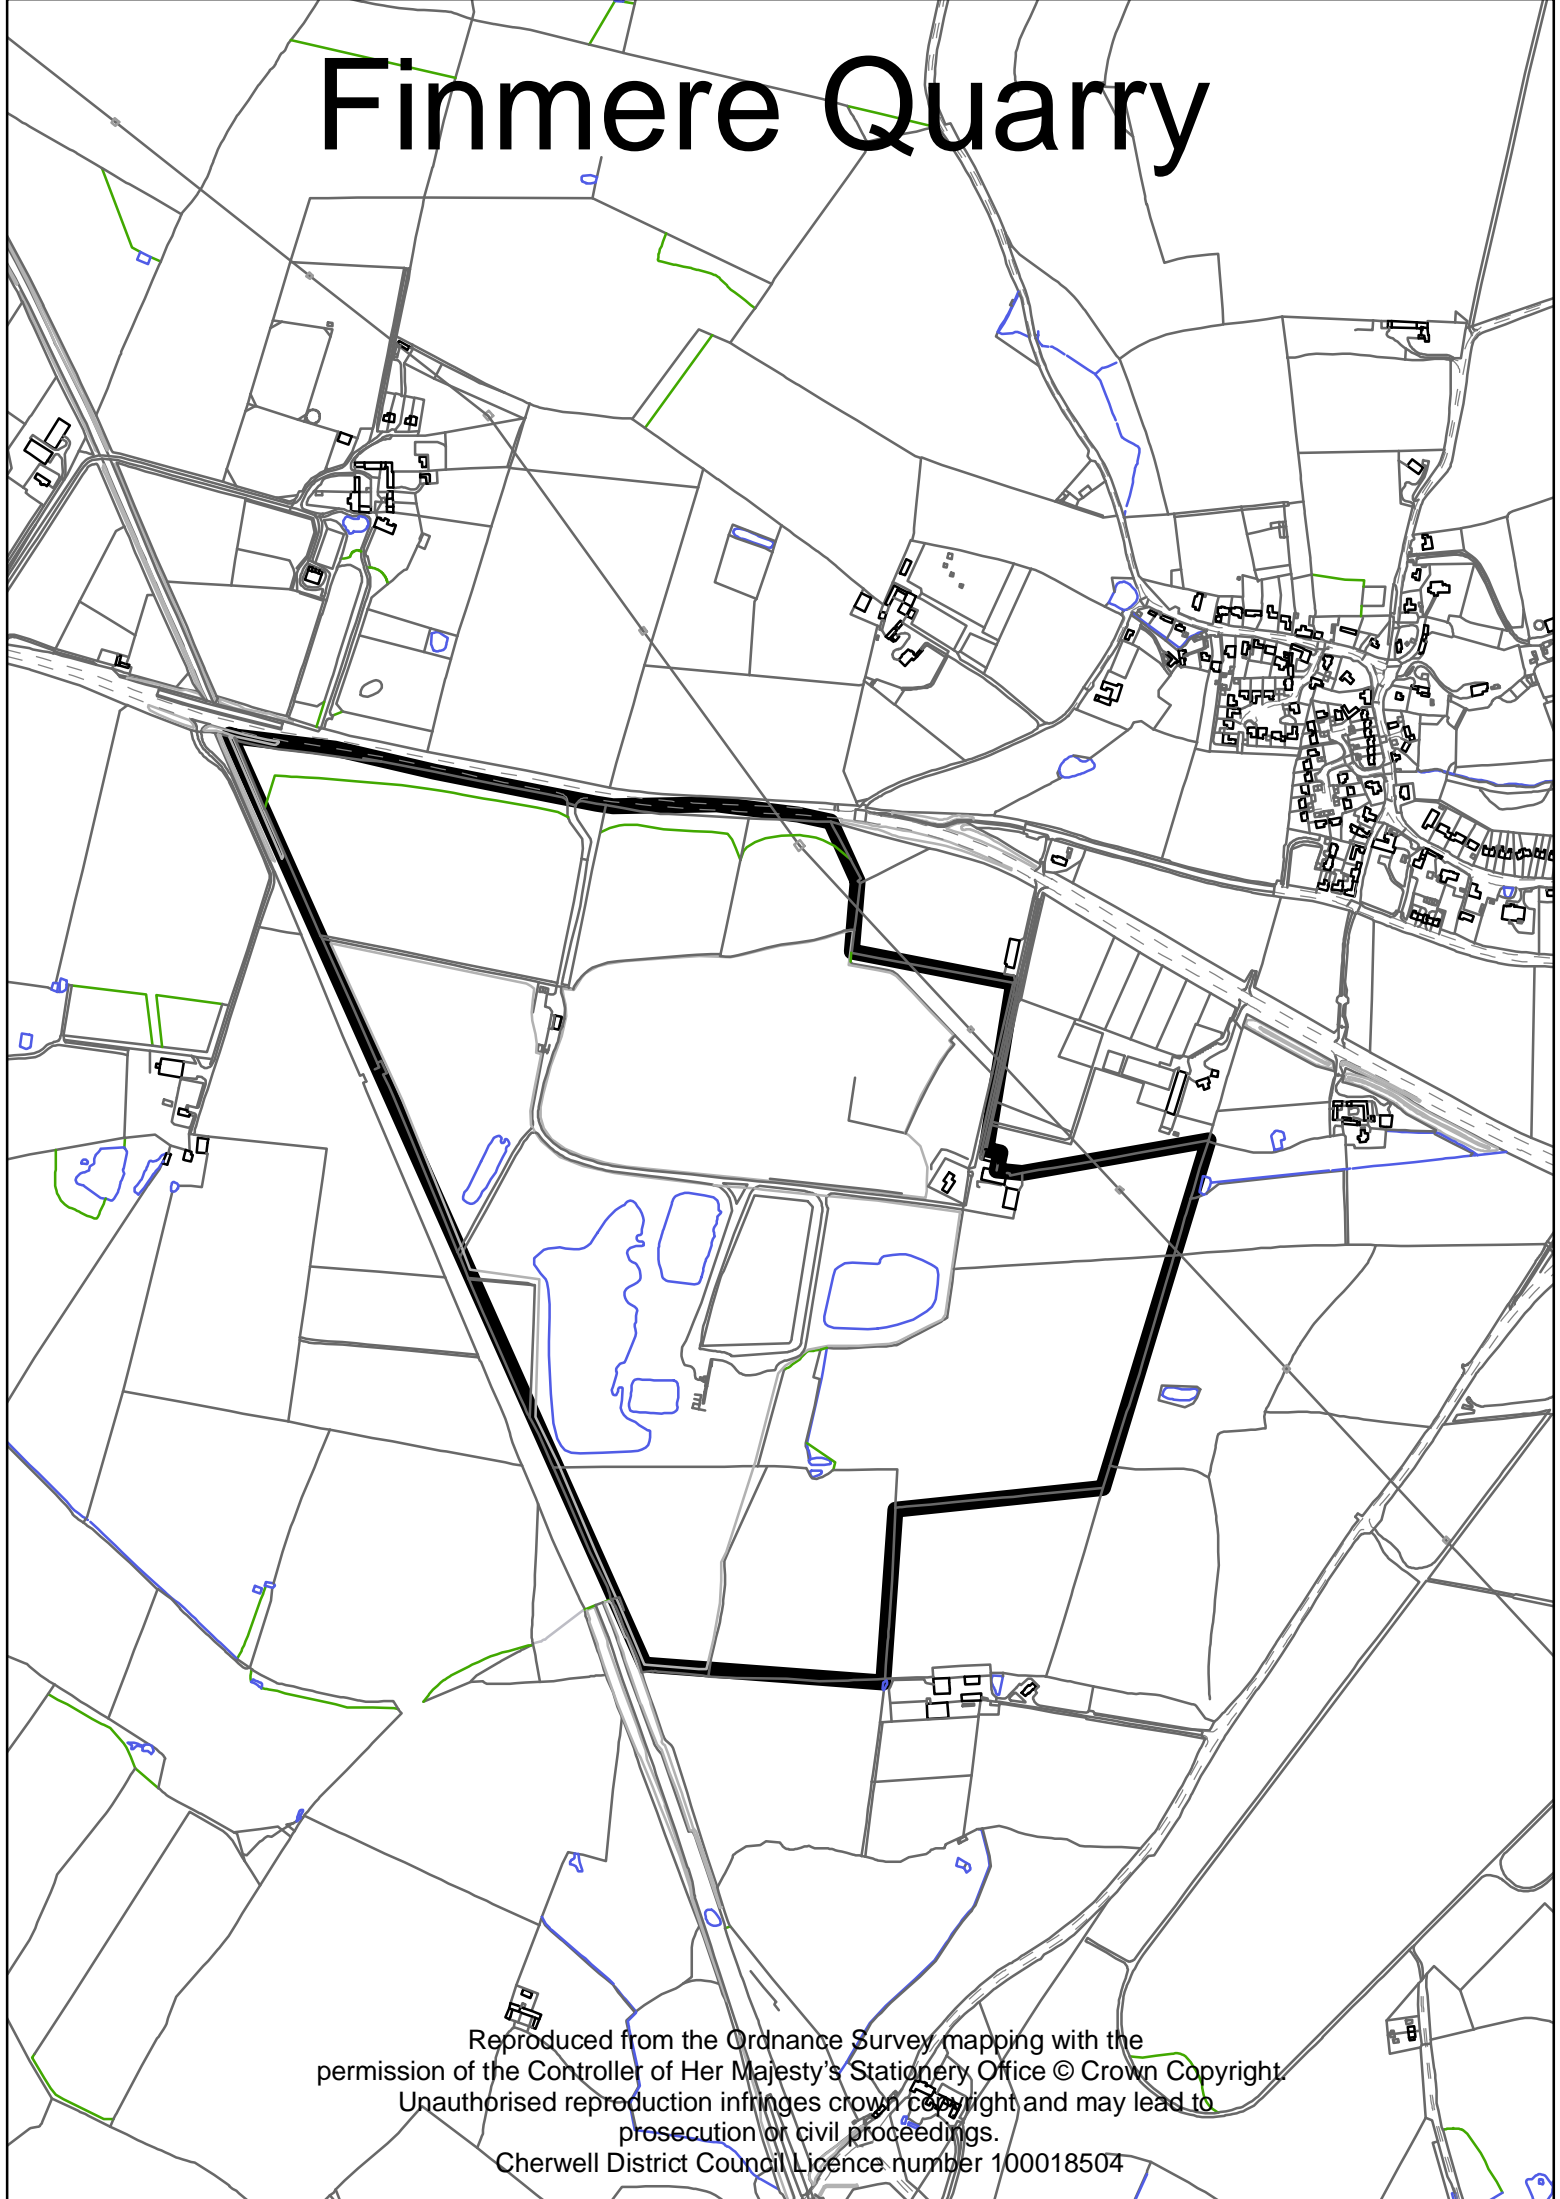 Finmere Quarry
Reproduced from the Ordnance Survey mapping with the
permission of the Controller of Her Majesty's Stationery Office © Crown Copyright.
Unauthorised reproduction infringes crown copyright and may lead to
prosecution or civil proceedings.
Cherwell District Council Licence number 100018504